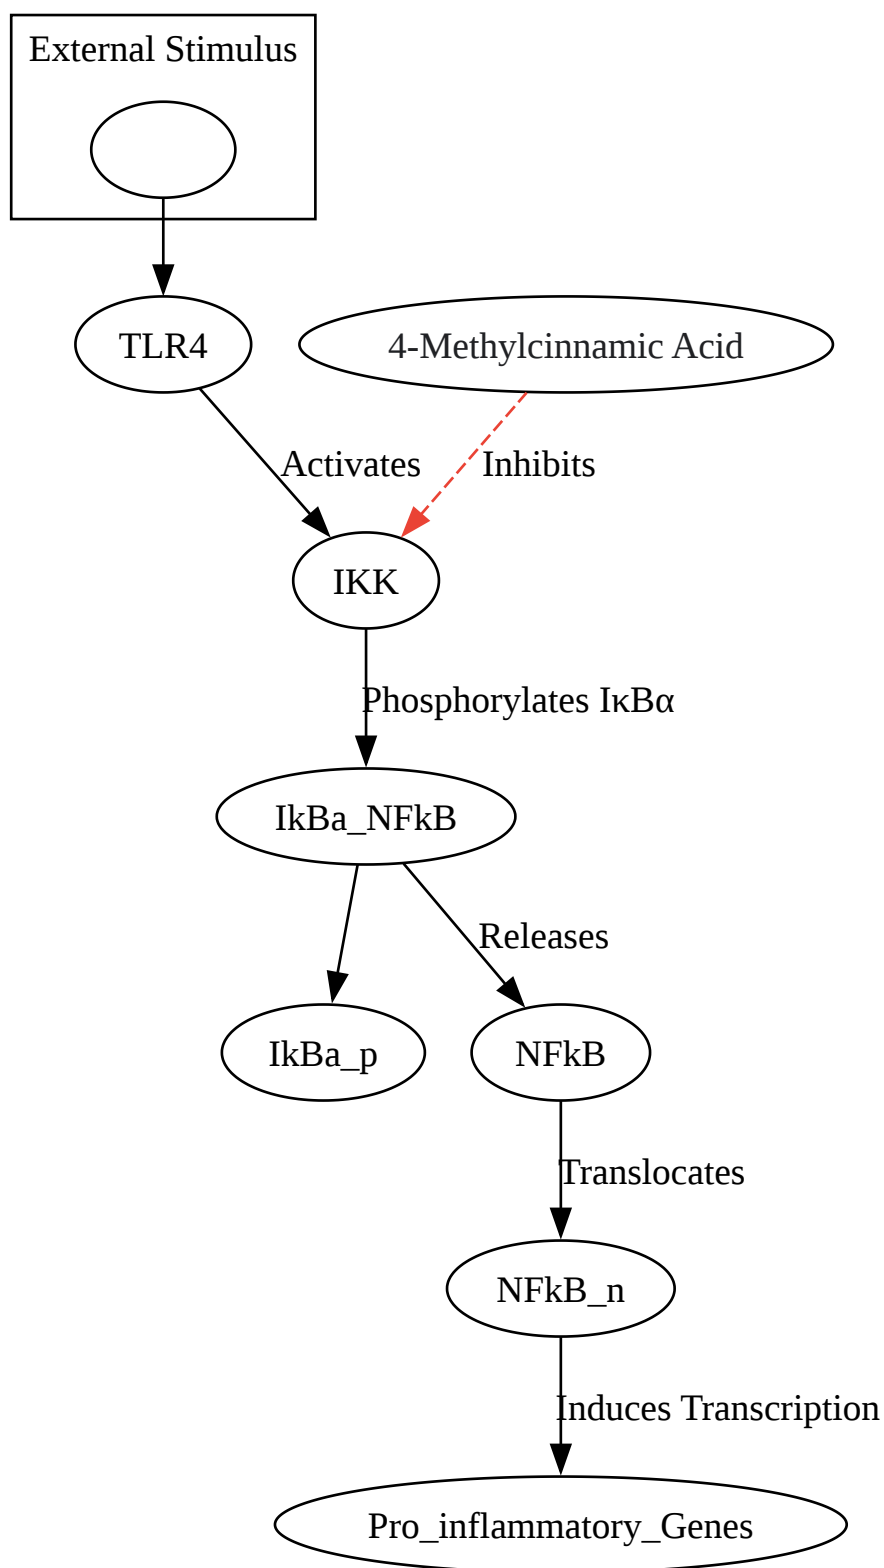 External Stimulus
TLR4
4-Methylcinnamic Acid
Activates
Inhibits
IKK
Phosphorylates IκBα
IkBa_NFkB
Releases
IkBa_p
NFkB
Translocates
NFkB_n
Induces Transcription
Pro_inflammatory_Genes